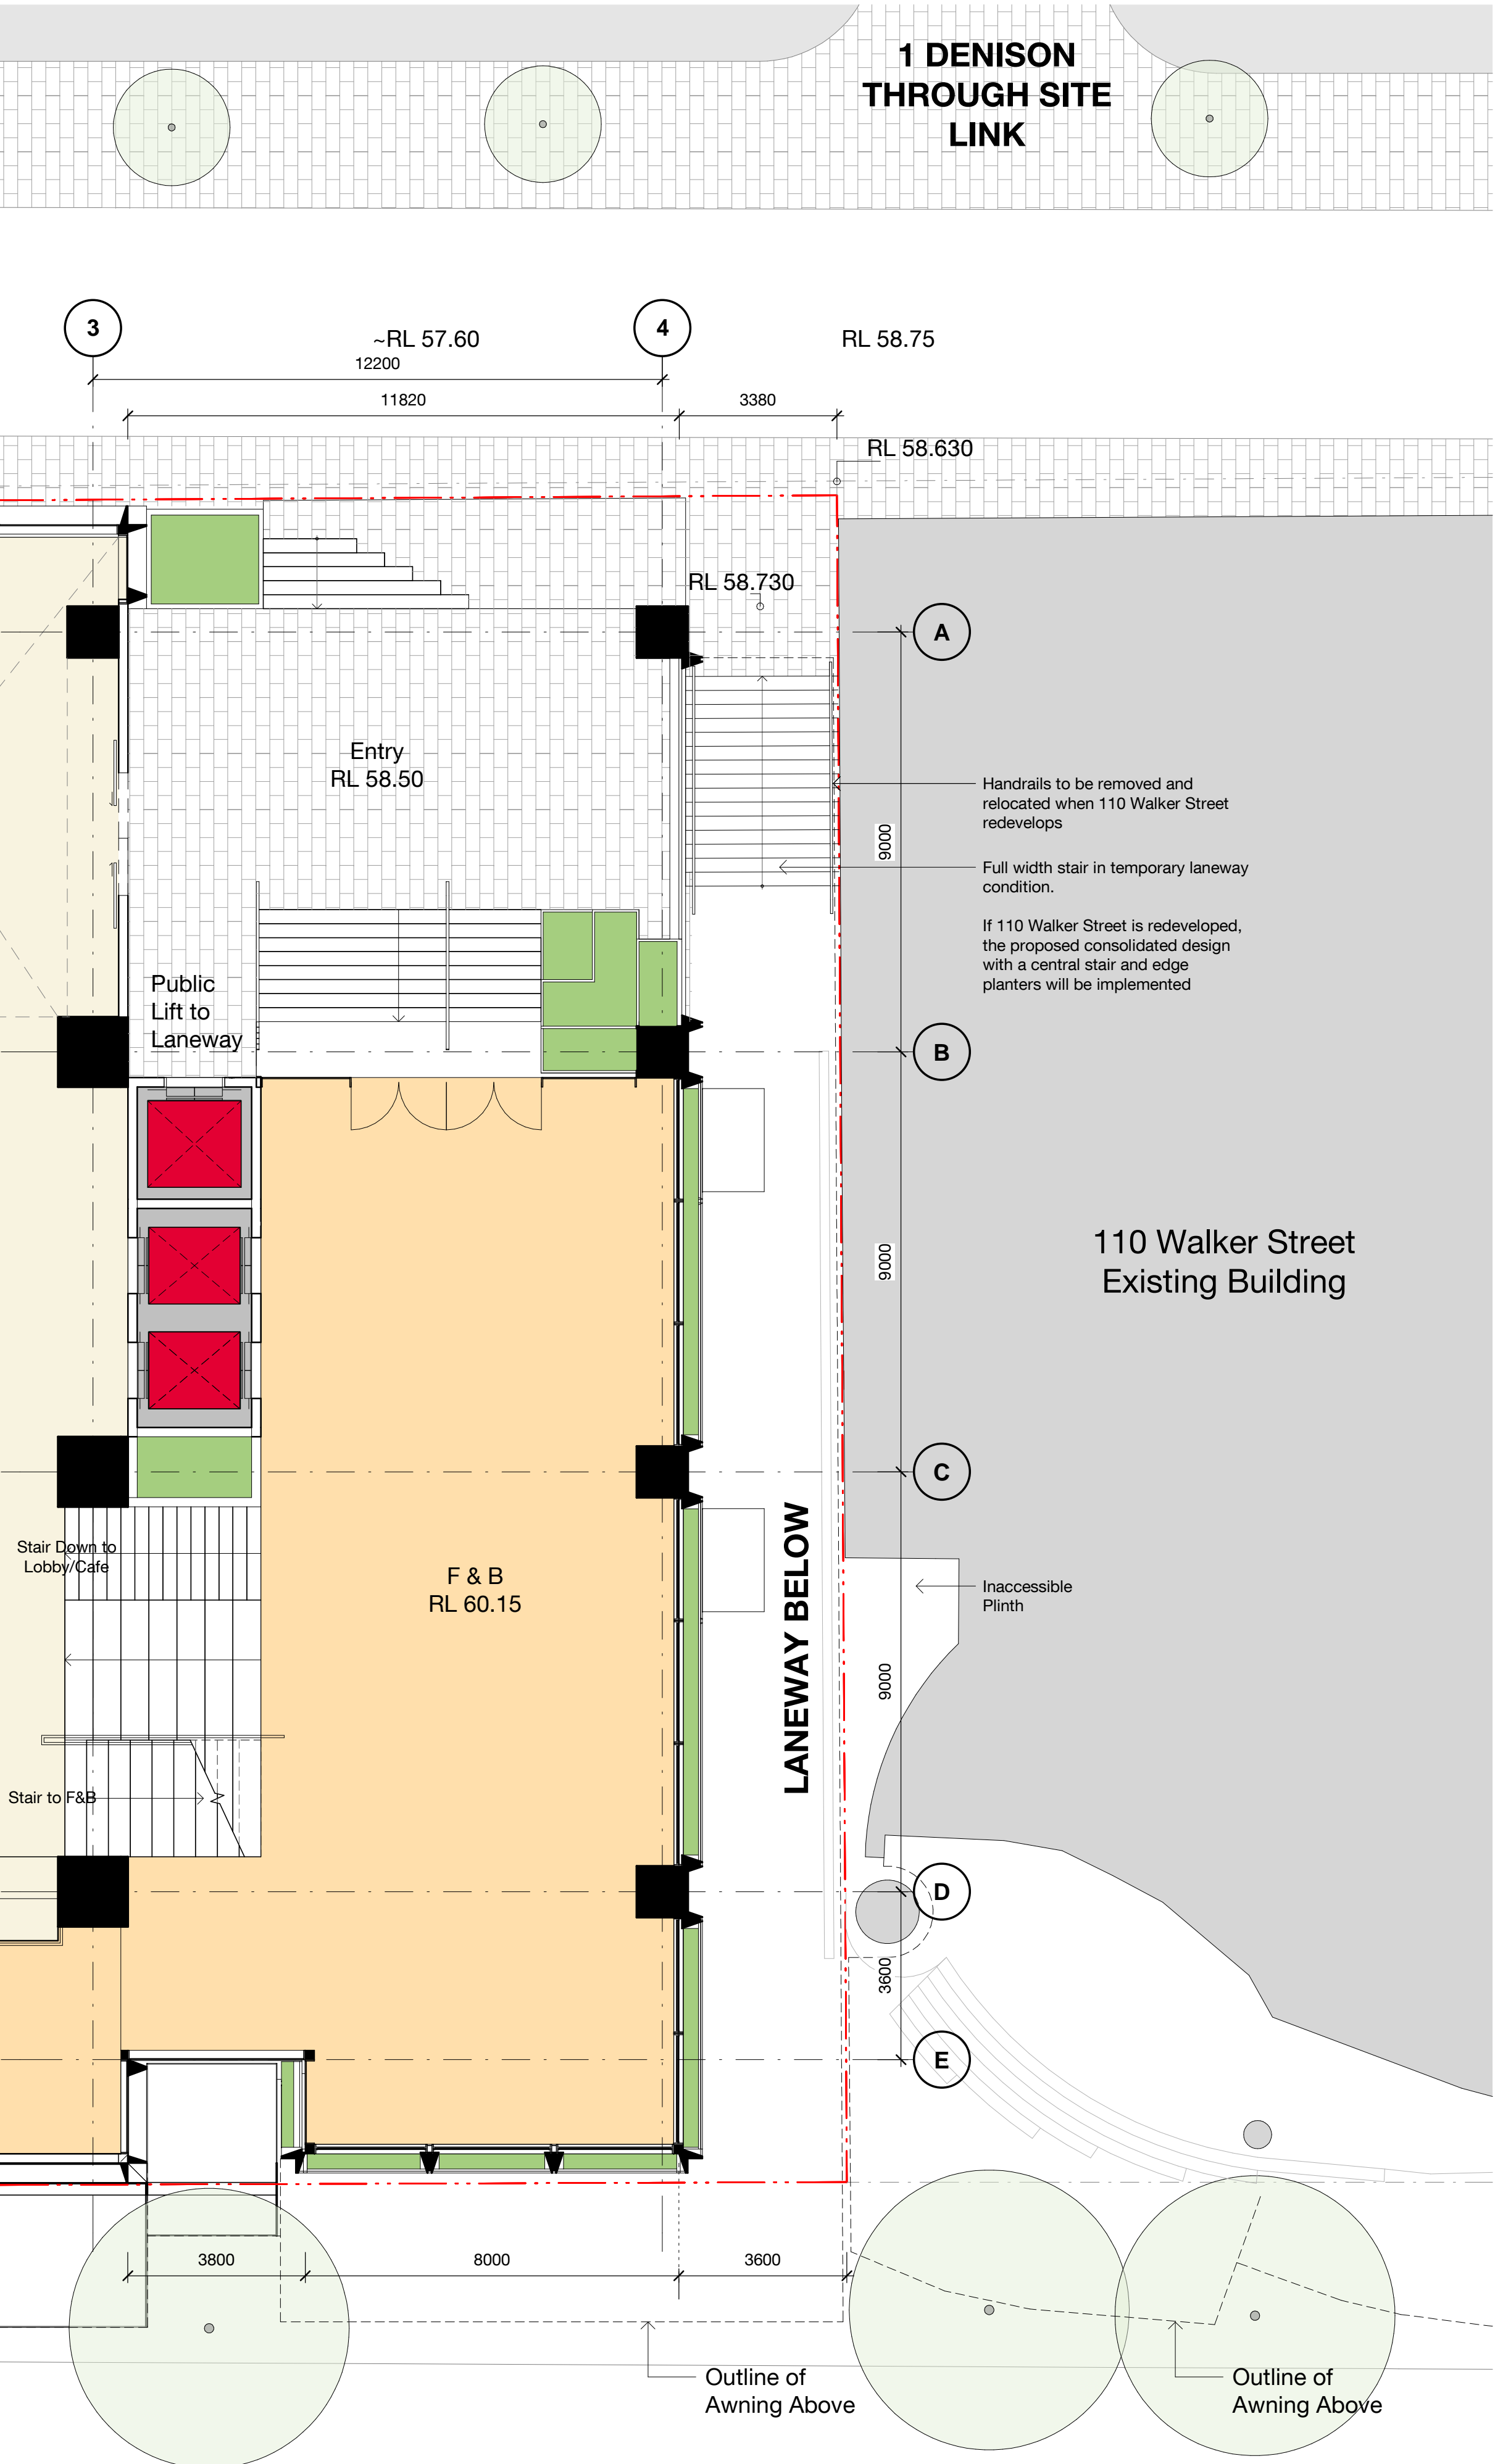 1 DENISON
THROUGH SITE
LINK
3
4
~RL 57.60
RL 58.75
12200
11820
3380
RL 58.630
RL 58.730
A
Entry
RL 58.50
Handrails to be removed and
relocated when 110 Walker Street
redevelops
9000
Full width stair in temporary laneway
condition.
If 110 Walker Street is redeveloped,
the proposed consolidated design
with a central stair and edge
planters will be implemented
Public
Lift to
Laneway
B
9000
110 Walker Street
Existing Building
C
Stair Down to
Lobby/Cafe
F & B
RL 60.15
LANEWAY BELOW
Inaccessible
Plinth
9000
Stair to F&B
D
3600
E
3800
8000
3600
Outline of
Awning Above
Outline of
Awning Above